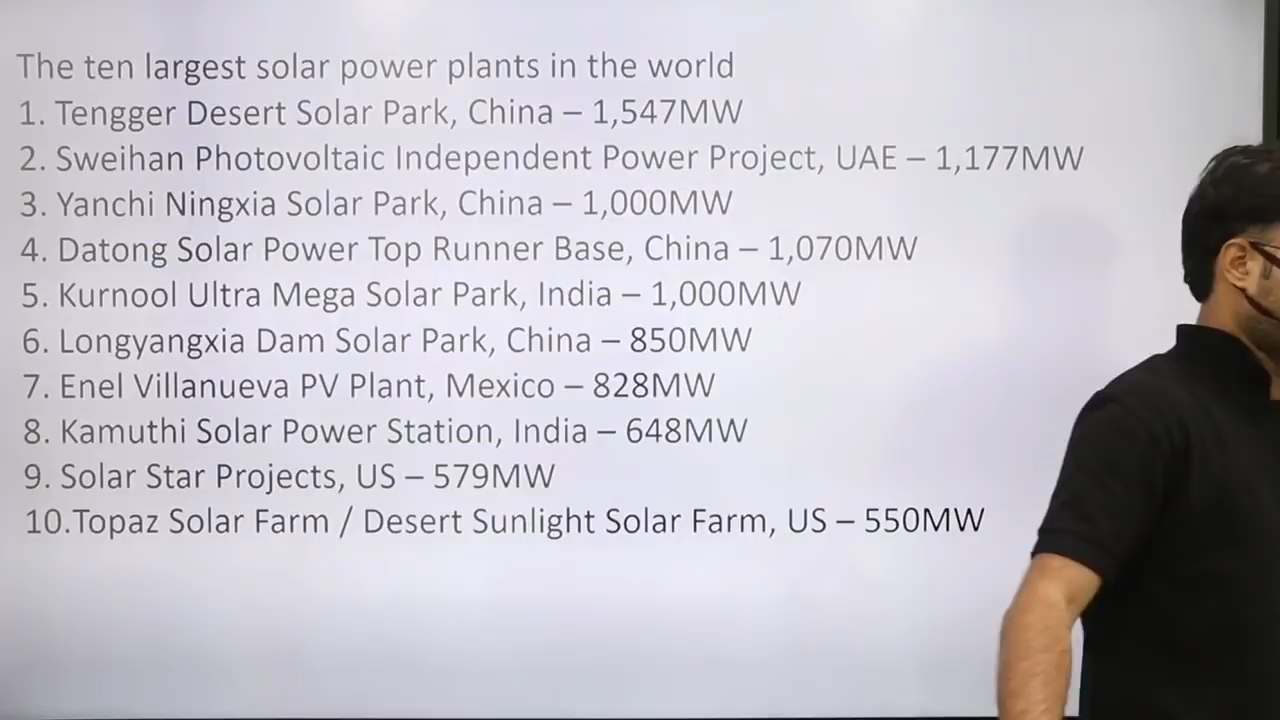 The ten largest solar power plants in the world
1. Tengger Desert Solar Park, China – 1,547MW
2. Sweihan Photovoltaic Independent Power Project, UAE – 1,177MW
3. Yanchi Ningxia Solar Park, China – 1,000MW
4. Datong Solar Power Top Runner Base, China – 1,070MW
5. Kurnool Ultra Mega Solar Park, India – 1,000MW
6. Longyangxia Dam Solar Park, China – 850MW
7. Enel Villanueva PV Plant, Mexico – 828MW
8. Kamuthi Solar Power Station, India – 648MW
9. Solar Star Projects, US – 579MW
10.Topaz Solar Farm / Desert Sunlight Solar Farm, US – 550MW